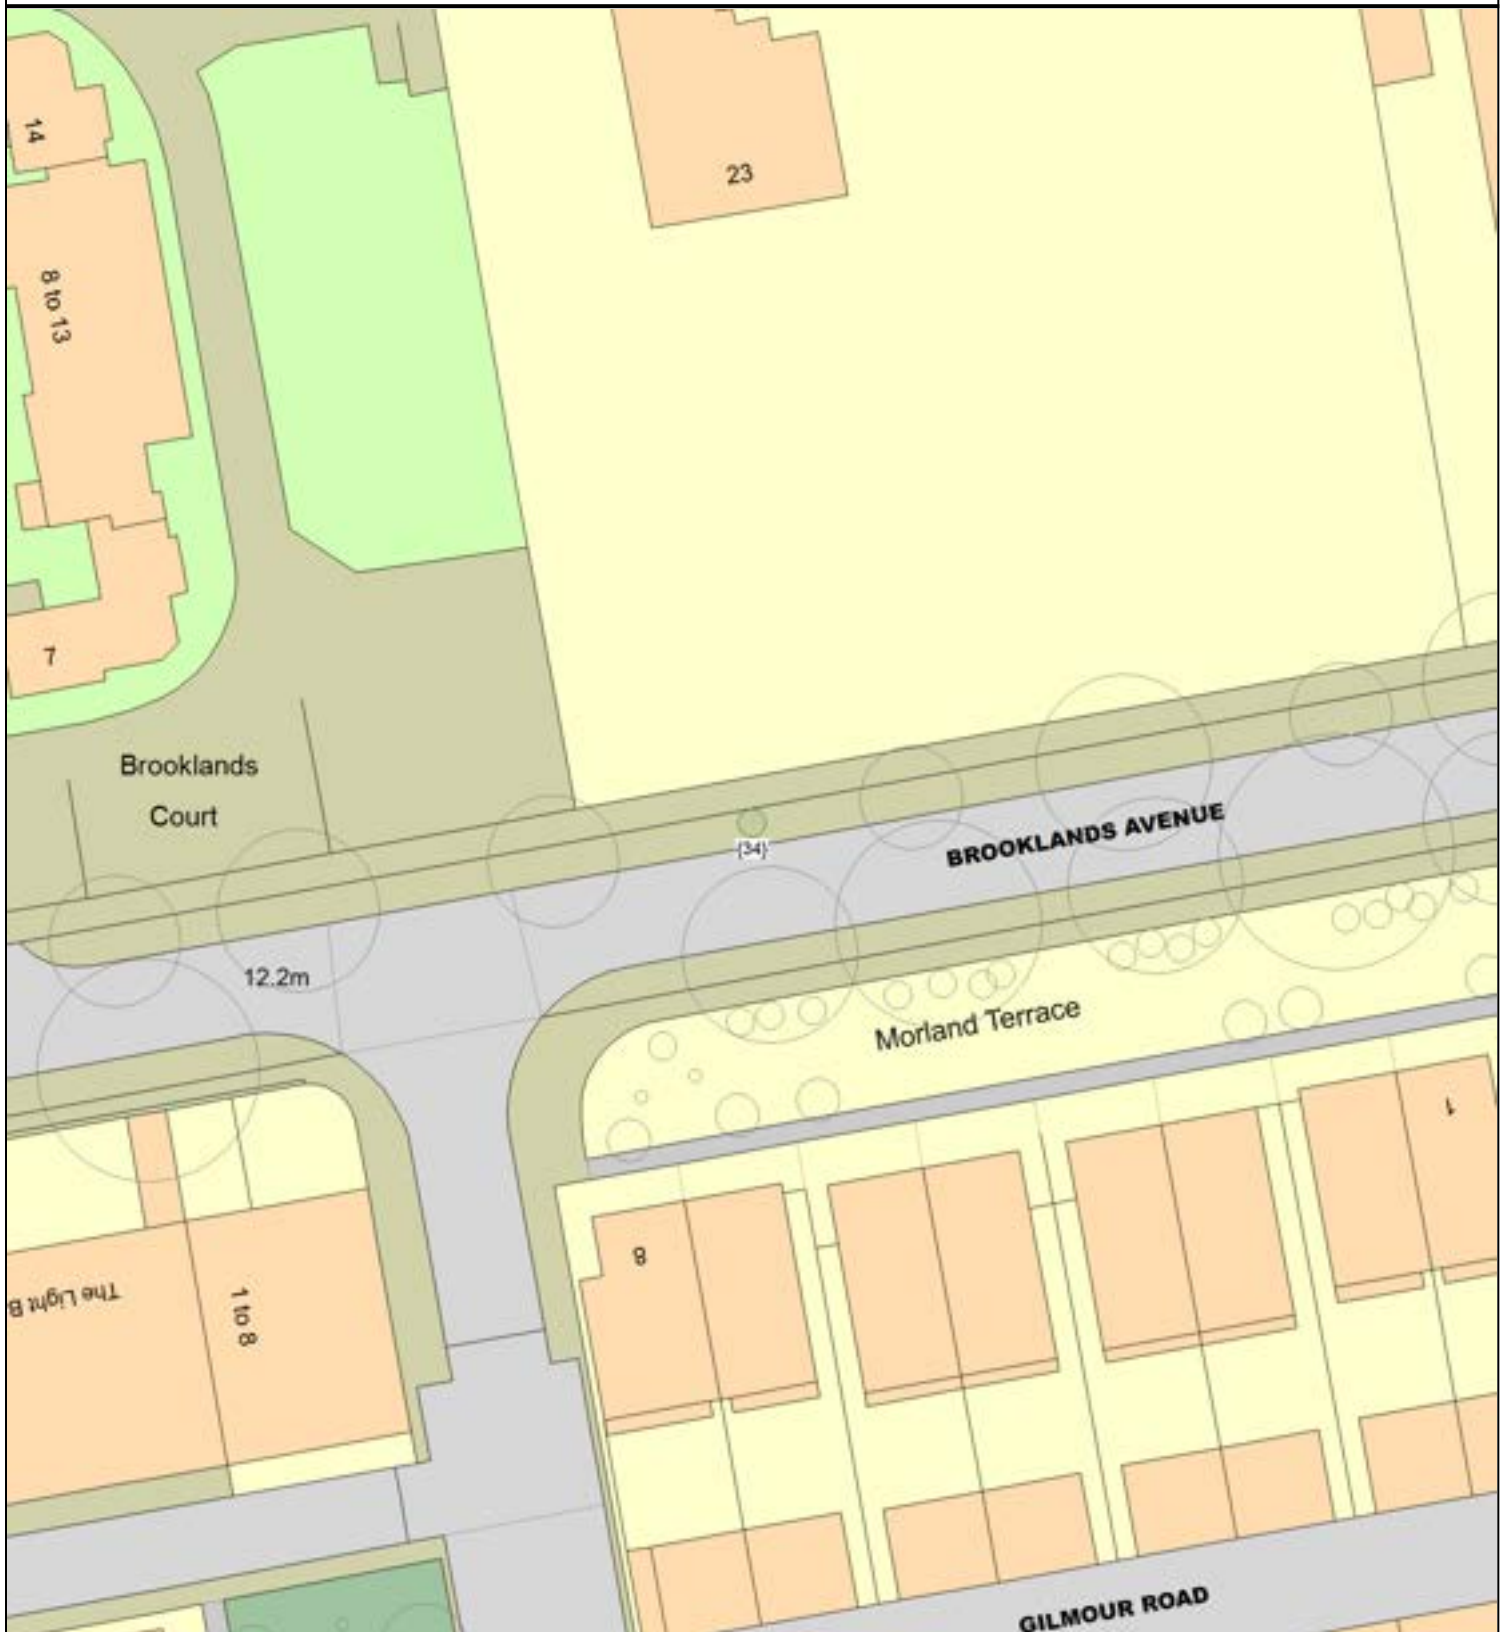 14
23
8 to 13
7
Brooklands
Court
{34}
BROOKLANDS AVENUE
12.2m
Morland Terrace
1
8
The Light B
1 to 8
GILMOUR ROAD